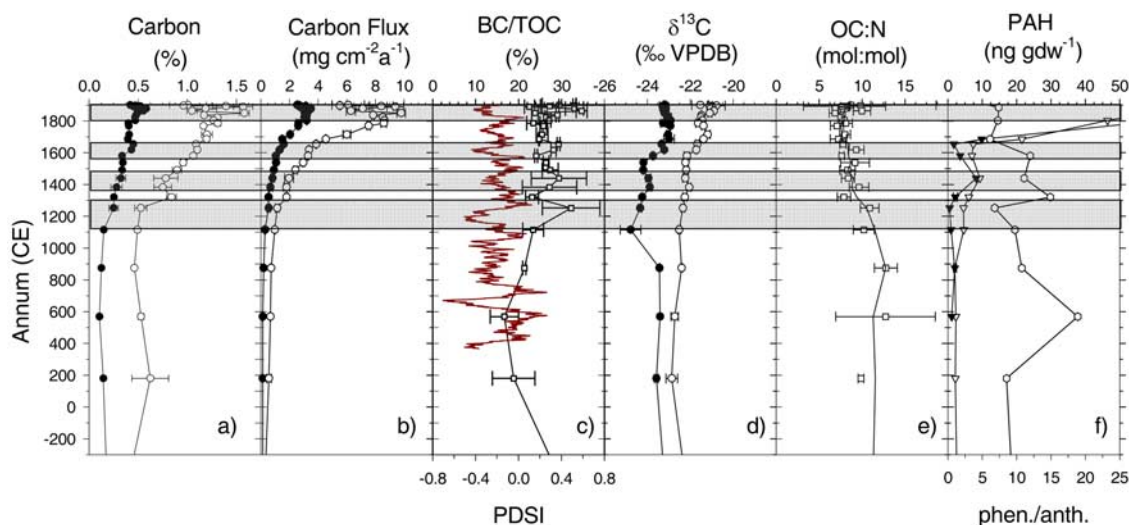 Carbon Carbon Flux BC/TOC δ¹³C OC:N PAH
(%) (mg cm⁻²a⁻¹) (%) (‰ VPDB) (mol:mol) (ng gdw⁻¹)
0.0 0.5 1.0 1.5 0 2 4 6 8 10 0 10 20 30 -26 -24 -22 -20 5 10 15 0 10 20 30 40 50
1800
1600
1400
1200
1000
800
600
400
200
0
-200
Annum (CE)
a) b) c) d) e) f)
-0.8 -0.4 0.0 0.4 0.8 0 5 10 15 20 25
PDSI phen./anth.